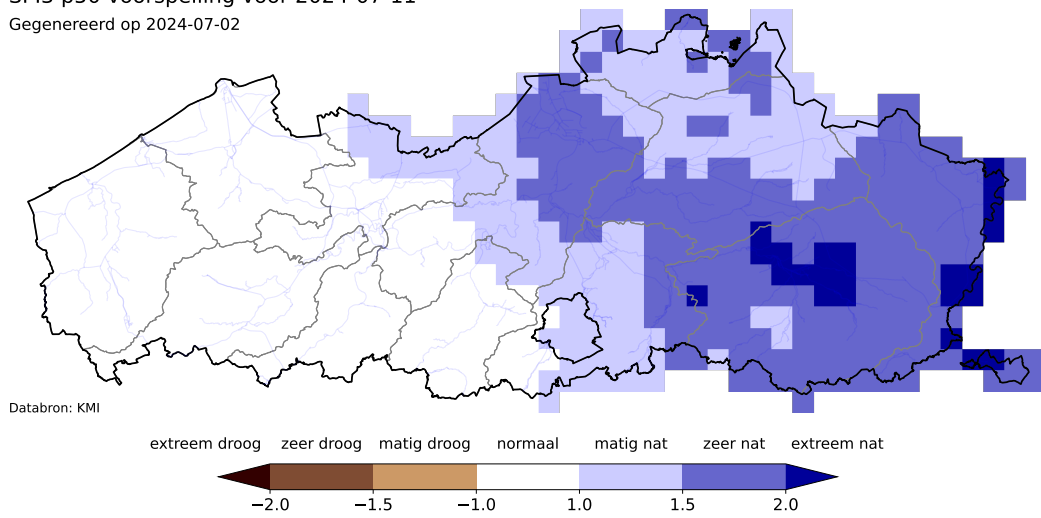 Gegenereerd op 2024-07-02
Databron: KMI
extreem droog zeer droog matig droog normaal matig nat zeer nat extreem nat
−2.0 −1.5 −1.0 1.0 1.5 2.0